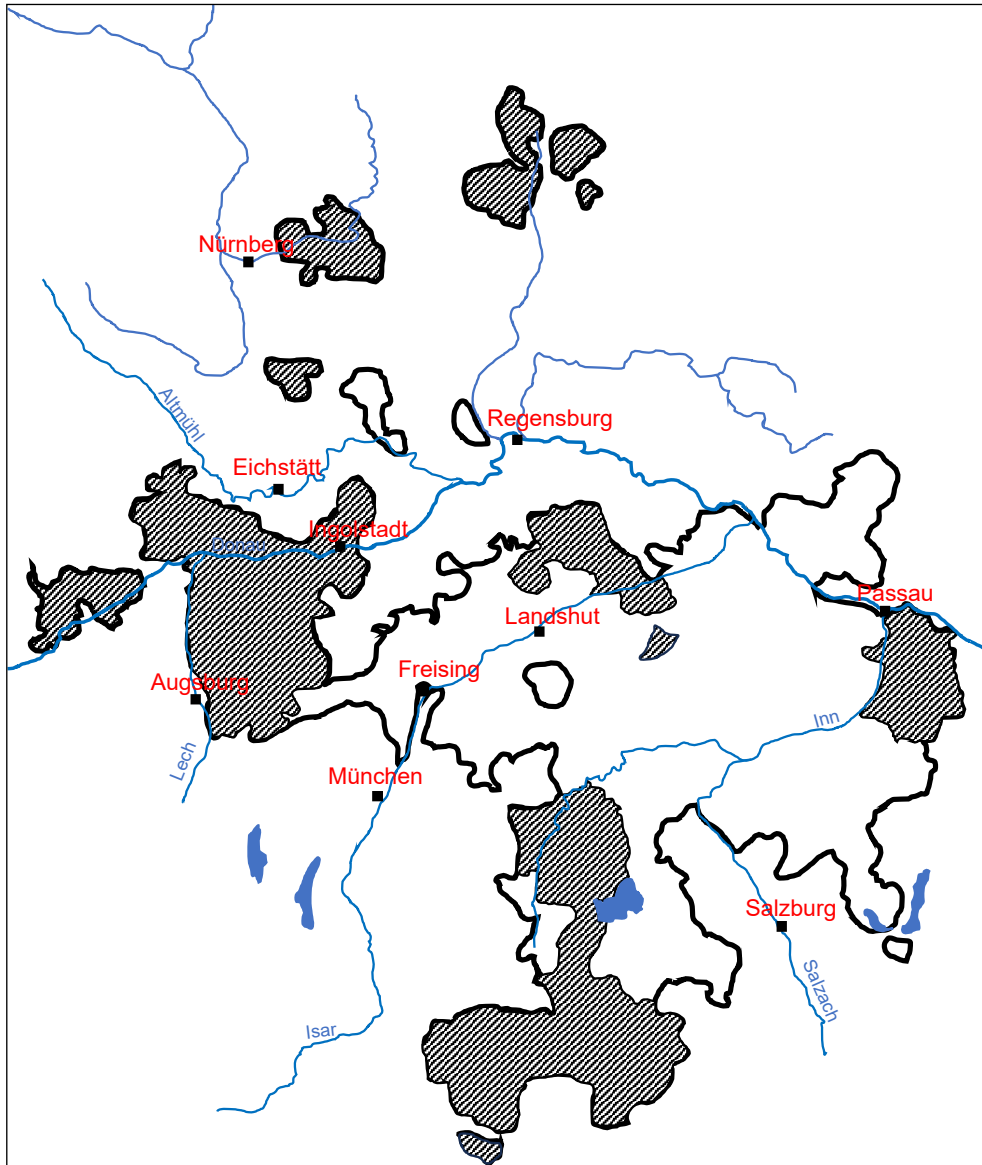 Nürnberg
Altmühl
Regensburg
Eichstätt
Ingolstadt
Donau
Passau
Landshut
Freising
Augsburg
Inn
Lech
München
Salzburg
Salzach
Isar